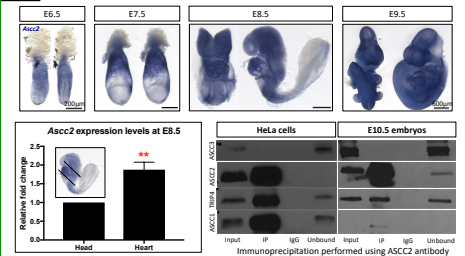 E6.5 E7.5 E8.5 E9.5
Ascc2
200µm
600µm
Ascc2 expression levels at E8.5
**
Relative fold change
2.5
2.0
1.5
1.0
0.5
0.0
Head Heart
HeLa cells E10.5 embryos
ASCC3
ASCC2
TRIP4
ASCC1
Input IP IgG Unbound Input IP IgG Unbound
Immunoprecipitation performed using ASCC2 antibody